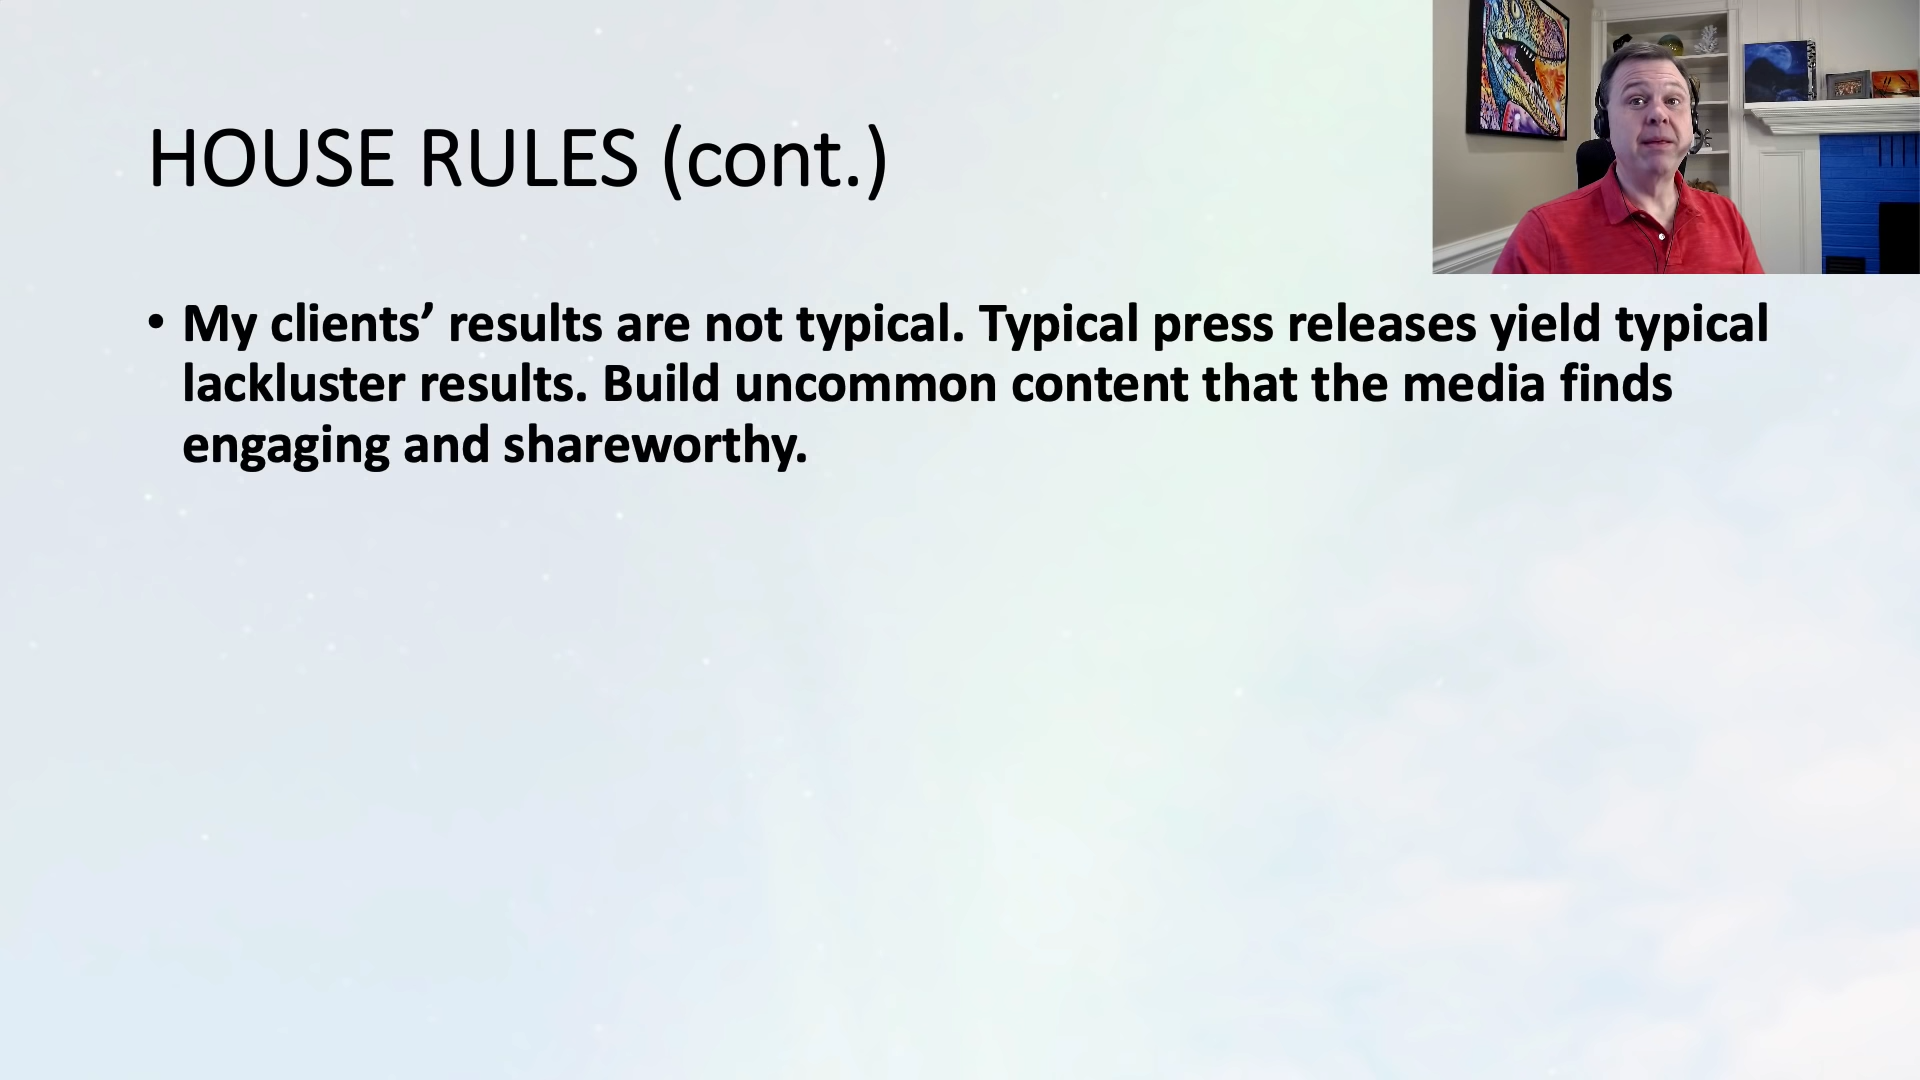 HOUSE RULES (cont.)
• My clients’ results are not typical. Typical press releases yield typical
lackluster results. Build uncommon content that the media finds
engaging and shareworthy.